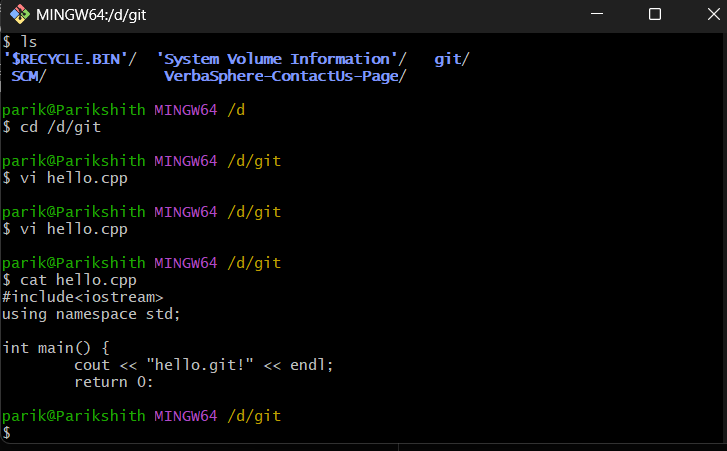 MINGW64:/d/git
$ ls
'$RECYCLE.BIN'/  'System Volume Information'/   git/
 SCM/             VerbaSphere-ContactUs-Page/
parik@Parikshith MINGW64 /d
$ cd /d/git
parik@Parikshith MINGW64 /d/git
$ vi hello.cpp
parik@Parikshith MINGW64 /d/git
$ vi hello.cpp
parik@Parikshith MINGW64 /d/git
$ cat hello.cpp
#include<iostream>
using namespace std;
int main() {
        cout << "hello.git!" << endl;
        return 0:
parik@Parikshith MINGW64 /d/git
$